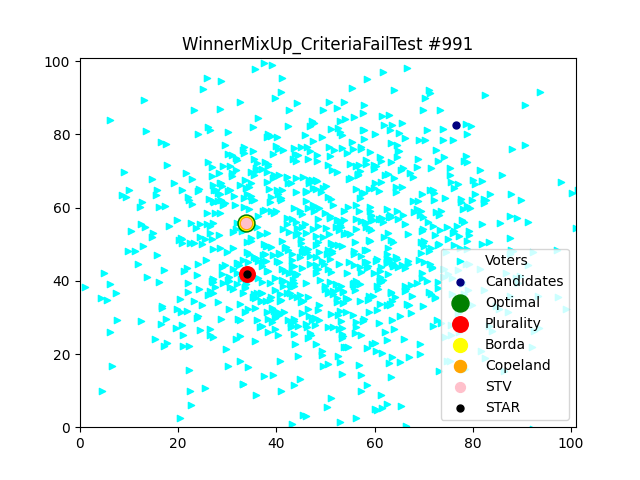 WinnerMixUp_CriteriaFailTest #991
100
80
60
40
20
0
0
20
40
60
80
100
Voters
Candidates
Optimal
Plurality
Borda
Copeland
STV
STAR